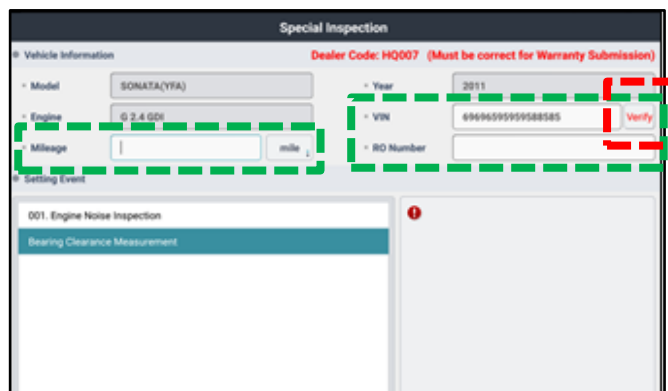 Special Inspection
Vehicle Information
Dealer Code: HQ007 (Must be correct for Warranty Submission)
Model SONATA(YFA) Year 2011
Engine G 2.4 GDI VIN 69696595959588585 Verify
Mileage mile RO Number
Setting Event
001. Engine Noise Inspection
Bearing Clearance Measurement